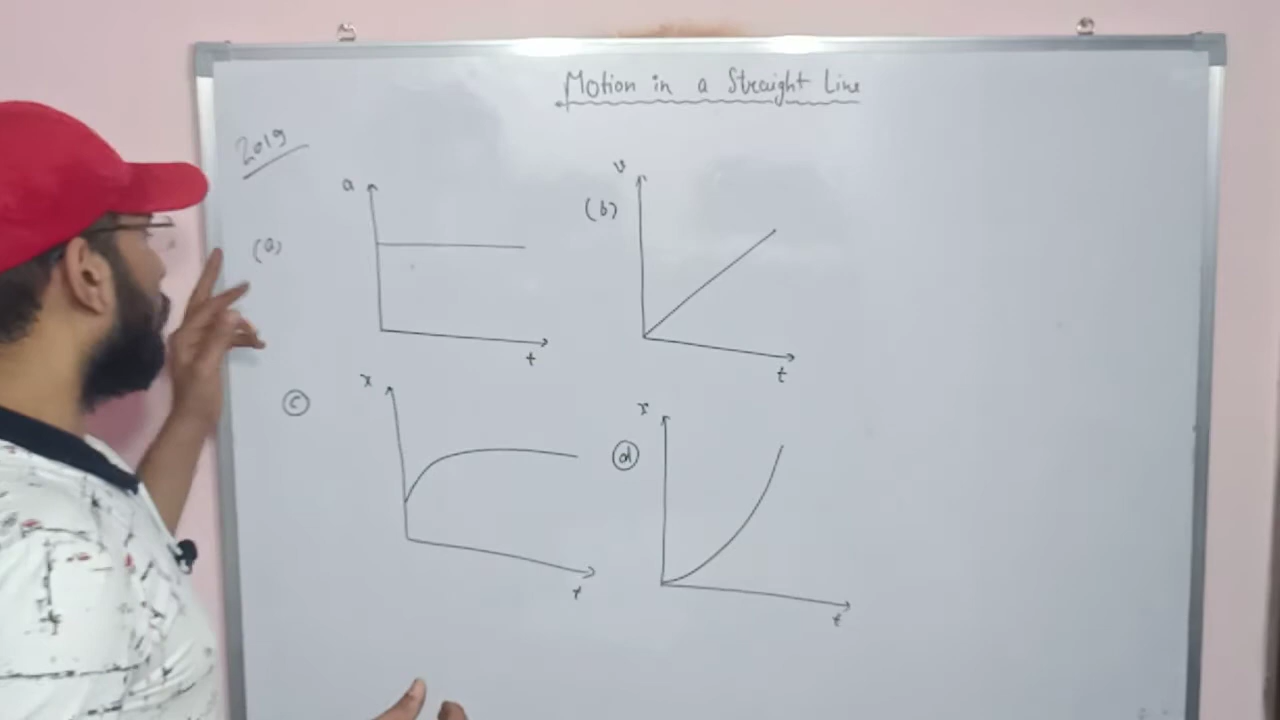 Motion in a Straight Line
2019
(a)
a
t
(b)
v
t
(c)
x
t
(d)
x
t